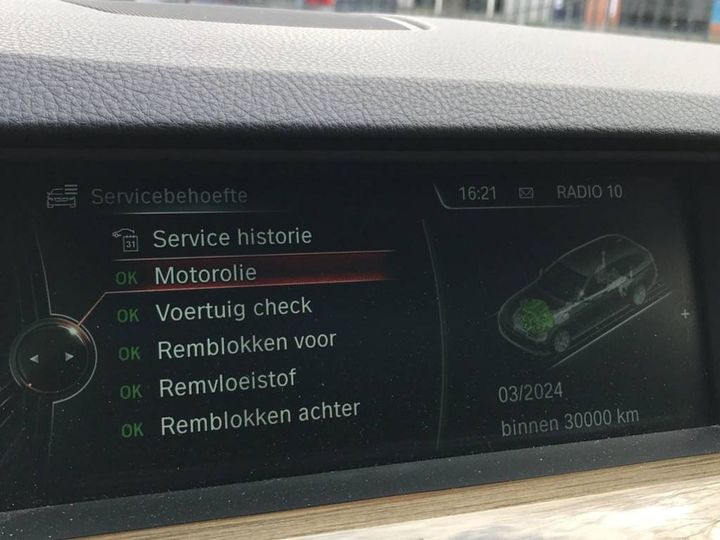 Servicebehoefte
16:21 RADIO 10
31 Service historie
OK Motorolie
OK Voertuig check
OK Remblokken voor
OK Remvloeistof
OK Remblokken achter
+
03/2024
binnen 30000 km